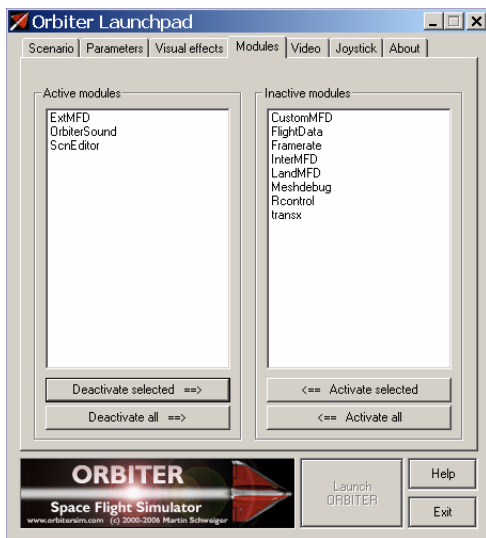 Orbiter Launchpad
Scenario Parameters Visual effects Modules Video Joystick About
Active modules
ExtMFD
OrbiterSound
ScnEditor
Deactivate selected ==>
Deactivate all ==>
Inactive modules
CustomMFD
FlightData
Framerate
InterMFD
LandMFD
Meshdebug
Rcontrol
transx
<== Activate selected
<== Activate all
ORBITER
Space Flight Simulator
www.orbitersim.com (c) 2000-2006 Martin Schweiger
Launch
ORBITER
Help
Exit